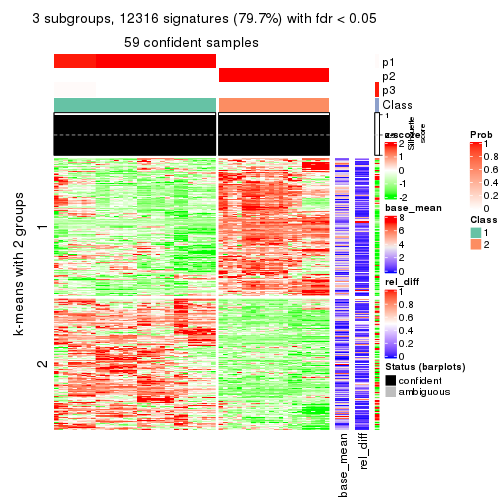 3 subgroups, 12316 signatures (79.7%) with fdr < 0.05
59 confident samples
p1
p2
p3
Class
1
Silhouette
score
k-means with 2 groups
1
2
z-score
2
1
0
-1
-2
base_mean
8
6
4
2
0
rel_diff
1
0.8
0.6
0.4
0.2
0
Status (barplots)
confident
ambiguous
Prob
1
0.8
0.6
0.4
0.2
0
Class
1
2
base_mean
rel_diff